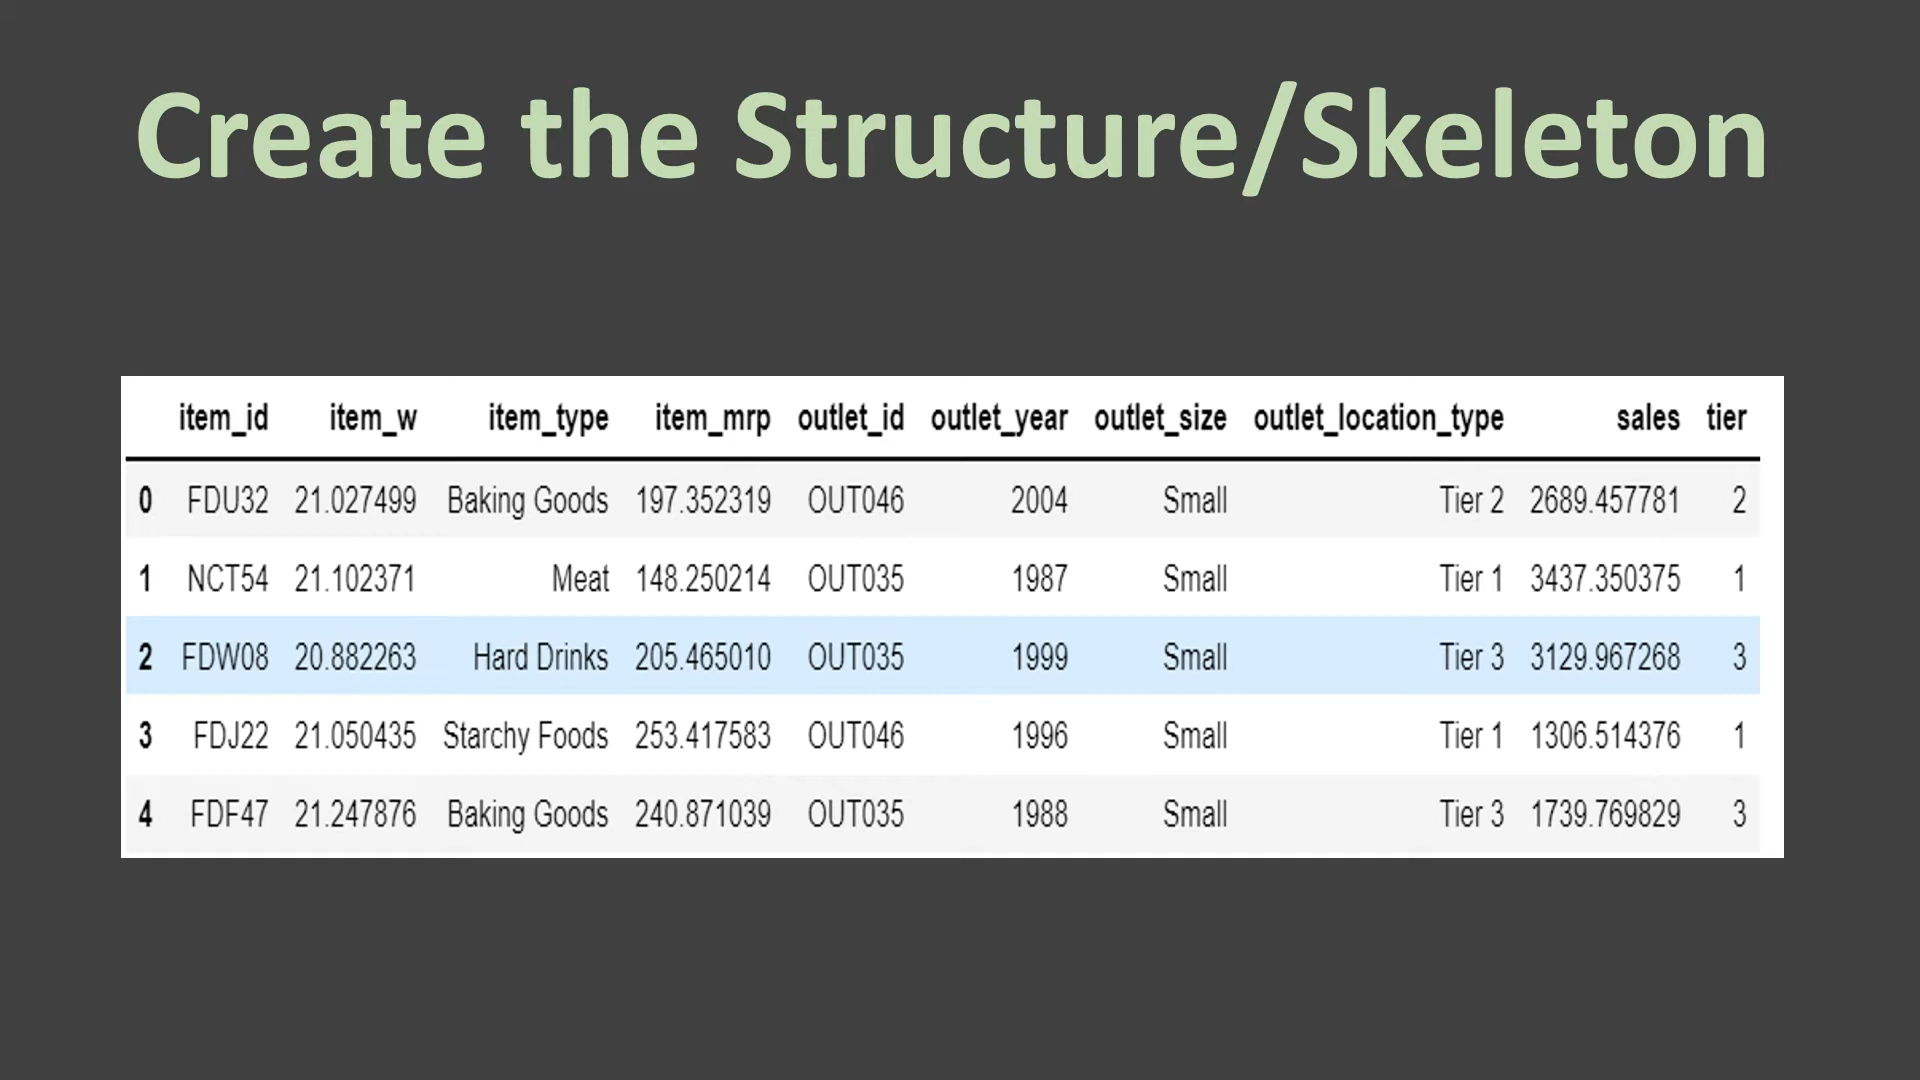 Create the Structure/Skeleton
item_id item_w item_type item_mrp outlet_id outlet_year outlet_size outlet_location_type sales tier
0 FDU32 21.027499 Baking Goods 197.352319 OUT046 2004 Small Tier 2 2689.457781 2
1 NCT54 21.102371 Meat 148.250214 OUT035 1987 Small Tier 1 3437.350375 1
2 FDW08 20.882263 Hard Drinks 205.465010 OUT035 1999 Small Tier 3 3129.967268 3
3 FDJ22 21.050435 Starchy Foods 253.417583 OUT046 1996 Small Tier 1 1306.514376 1
4 FDF47 21.247876 Baking Goods 240.871039 OUT035 1988 Small Tier 3 1739.769829 3